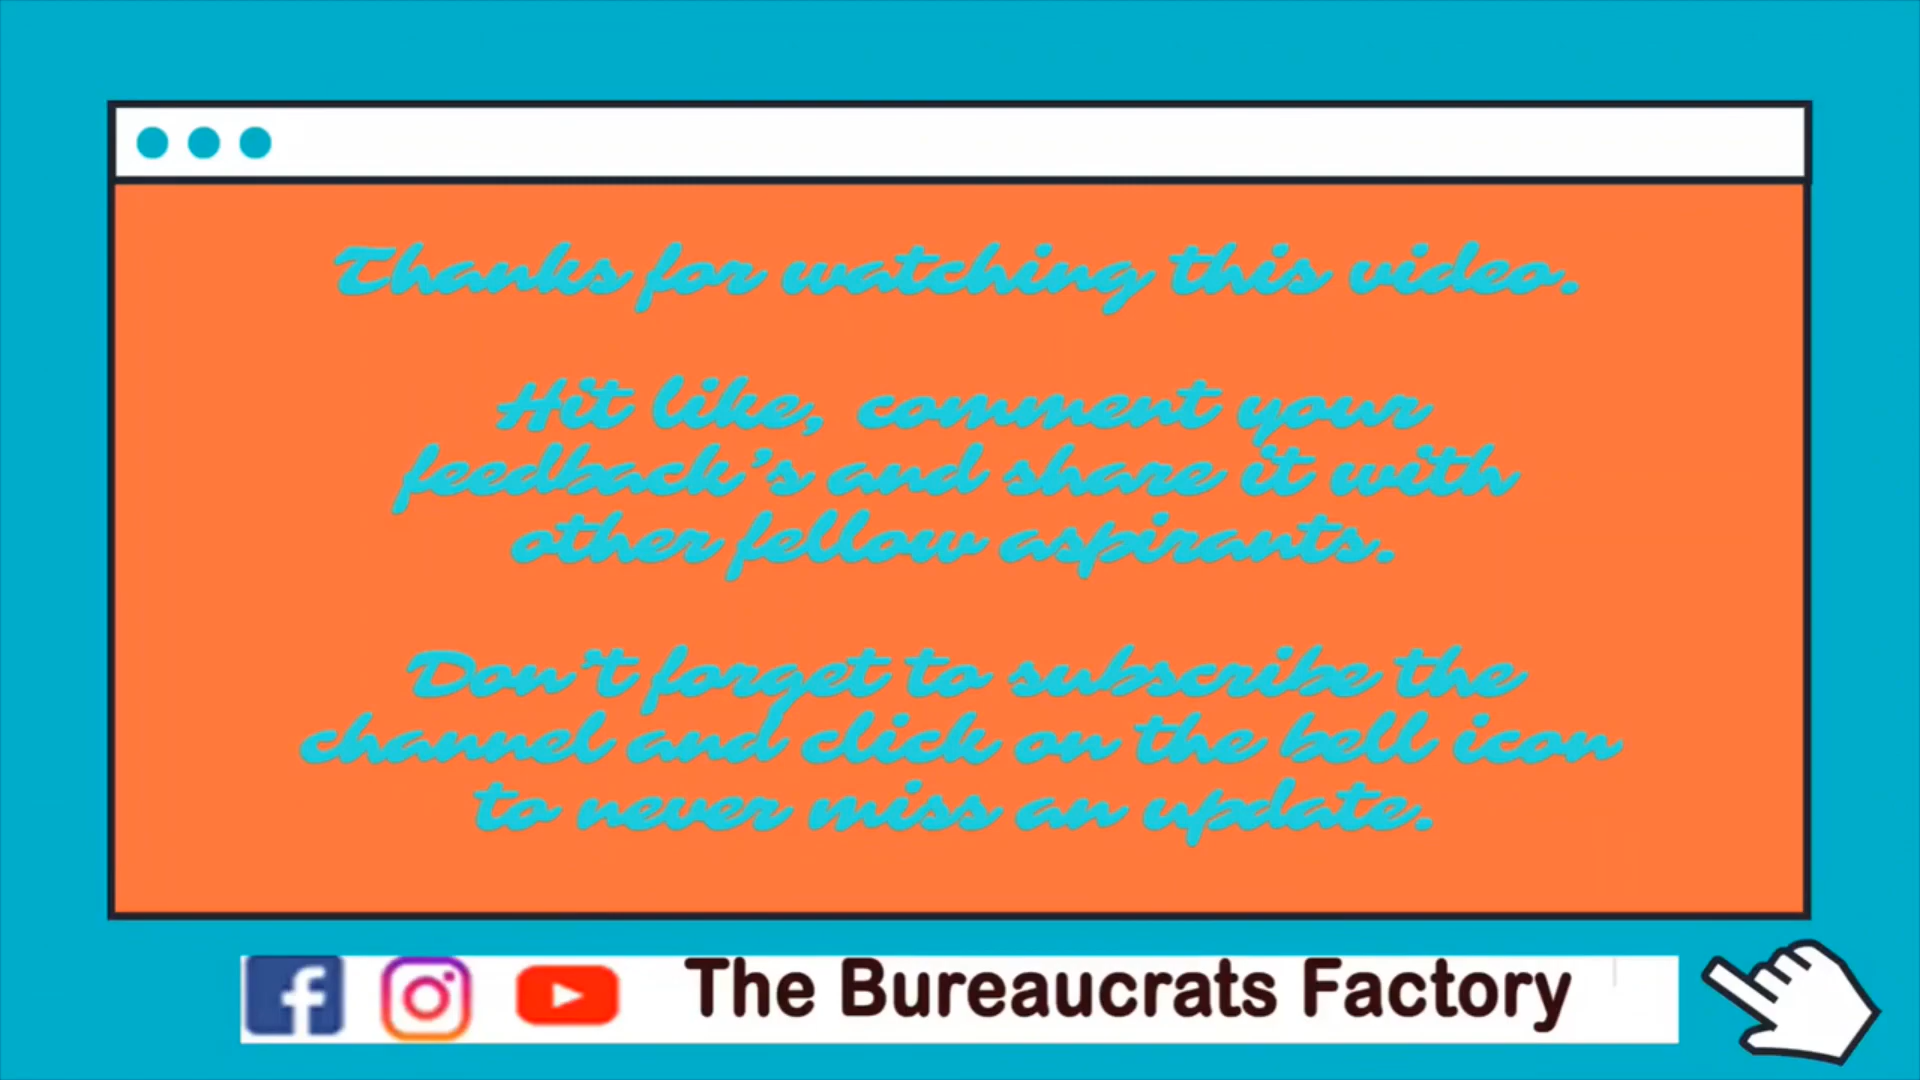 Thanks for watching this video.
Hit like, comment your
feedback's and share it with
other fellow aspirants.
Don't forget to subscribe the
channel and click on the bell icon
to never miss an update.
The Bureaucrats Factory